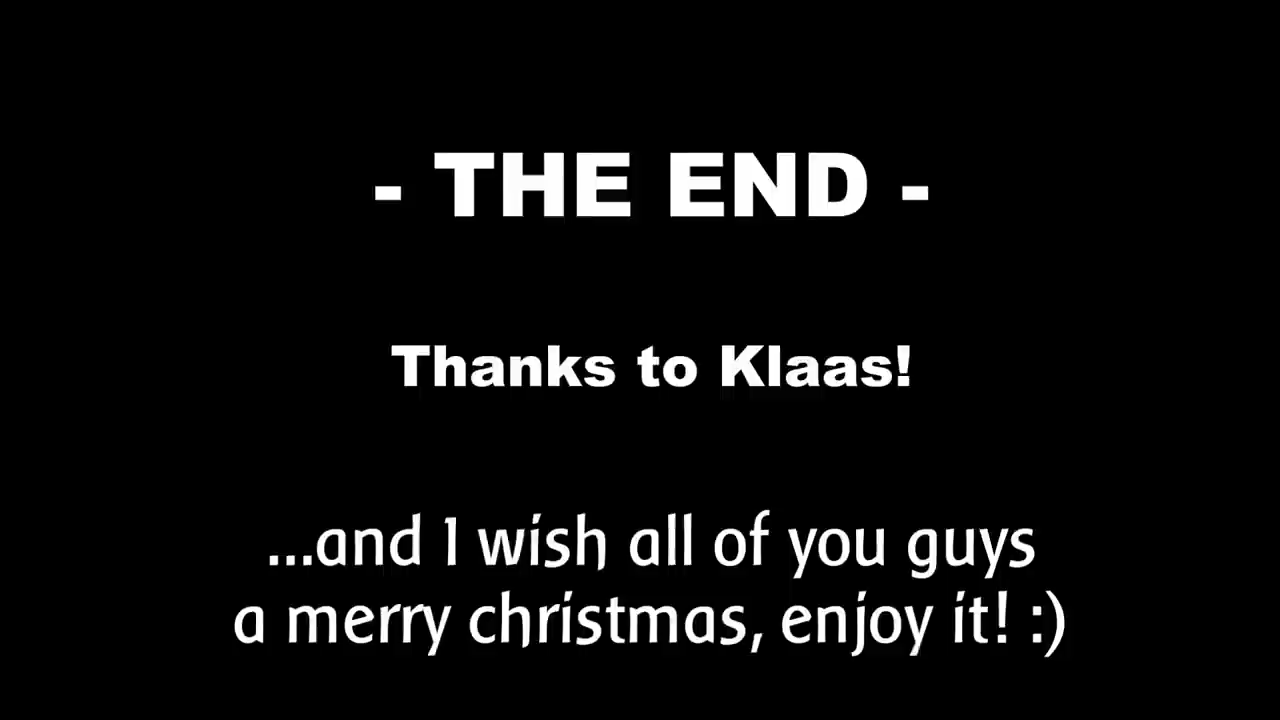 - THE END -
Thanks to Klaas!
...and I wish all of you guys
a merry christmas, enjoy it! :)